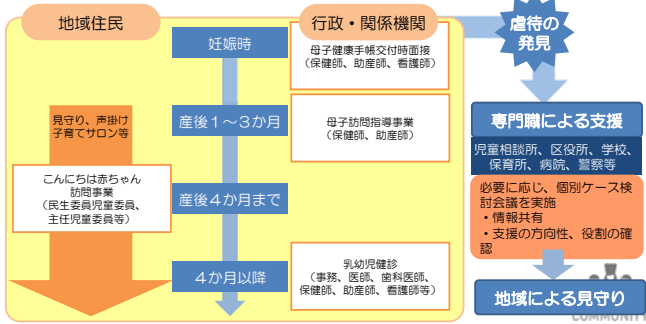 地域住民
行政・関係機関
妊娠時
母子健康手帳交付時面接
（保健師、助産師、看護師）
見守り、声掛け
子育てサロン等
産後１～３か月
母子訪問指導事業
（保健師、助産師）
こんにちは赤ちゃん
訪問事業
（民生委員児童委員、
主任児童委員等）
産後４か月まで
４か月以降
乳幼児健診
（事務、医師、歯科医師、
保健師、助産師、看護師等）
虐待の
発見
専門職による支援
児童相談所、区役所、学校、
保育所、病院、警察等
必要に応じ、個別ケース検
討会議を実施
・情報共有
・支援の方向性、役割の確
認
地域による見守り
COMMUNITY